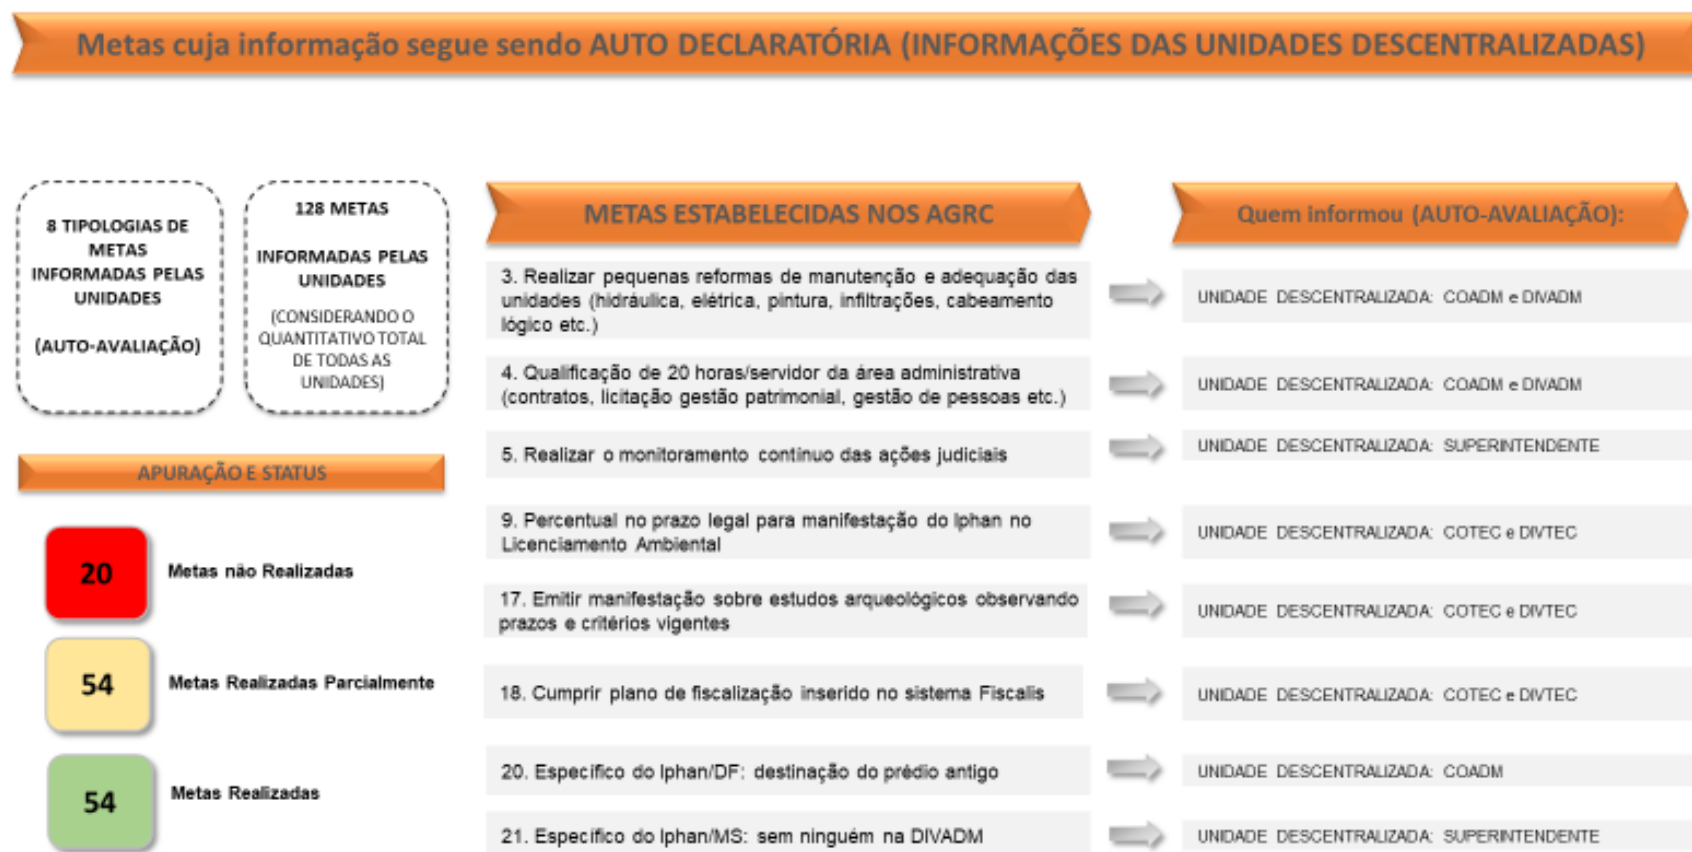 Metas cuja informação segue sendo AUTO DECLARATÓRIA (INFORMAÇÕES DAS UNIDADES DESCENTRALIZADAS)
8 TIPOLOGIAS DE
METAS
INFORMADAS PELAS
UNIDADES
(AUTO-AVALIAÇÃO)
128 METAS
INFORMADAS PELAS
UNIDADES
(CONSIDERANDO O
QUANTITATIVO TOTAL
DE TODAS AS
UNIDADES)
APURAÇÃO E STATUS
20
Metas não Realizadas
54
Metas Realizadas Parcialmente
54
Metas Realizadas
METAS ESTABELECIDAS NOS AGRC
Quem informou (AUTO-AVALIAÇÃO):
3. Realizar pequenas reformas de manutenção e adequação das
unidades (hidráulica, elétrica, pintura, infiltrações, cabeamento
lógico etc.)
UNIDADE DESCENTRALIZADA: COADM e DIVADM
4. Qualificação de 20 horas/servidor da área administrativa
(contratos, licitação gestão patrimonial, gestão de pessoas etc.)
UNIDADE DESCENTRALIZADA: COADM e DIVADM
5. Realizar o monitoramento contínuo das ações judiciais
UNIDADE DESCENTRALIZADA: SUPERINTENDENTE
9. Percentual no prazo legal para manifestação do Iphan no
Licenciamento Ambiental
UNIDADE DESCENTRALIZADA: COTEC e DIVTEC
17. Emitir manifestação sobre estudos arqueológicos observando
prazos e critérios vigentes
UNIDADE DESCENTRALIZADA: COTEC e DIVTEC
18. Cumprir plano de fiscalização inserido no sistema Fiscalis
UNIDADE DESCENTRALIZADA: COTEC e DIVTEC
20. Específico do Iphan/DF: destinação do prédio antigo
UNIDADE DESCENTRALIZADA: COADM
21. Específico do Iphan/MS: sem ninguém na DIVADM
UNIDADE DESCENTRALIZADA: SUPERINTENDENTE